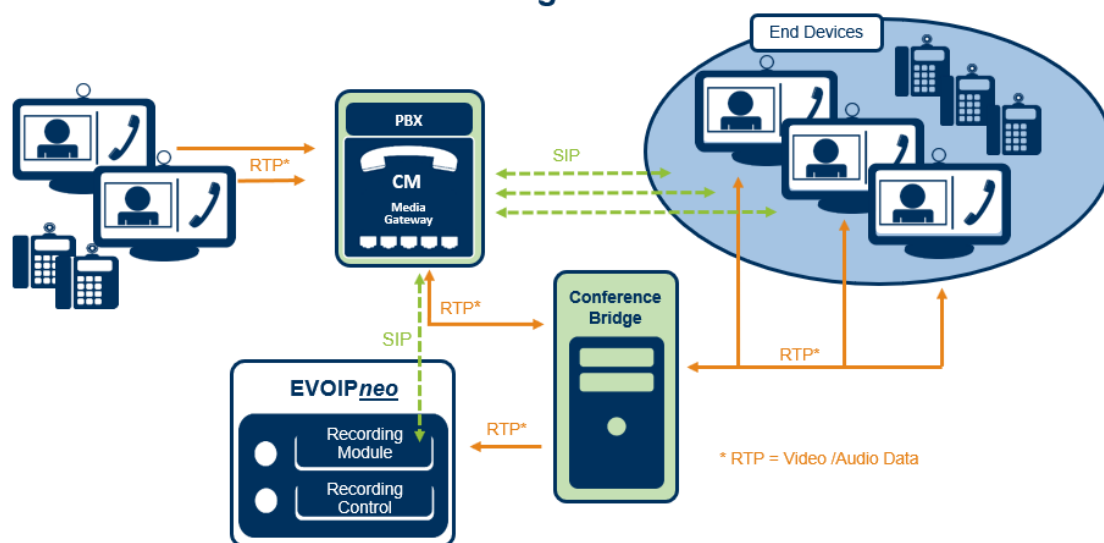 End Devices
PBX
CM
Media
Gateway
RTP*
SIP
RTP*
SIP
Conference
Bridge
RTP*
EVOIPneo
Recording
Module
Recording
Control
RTP*
* RTP = Video /Audio Data